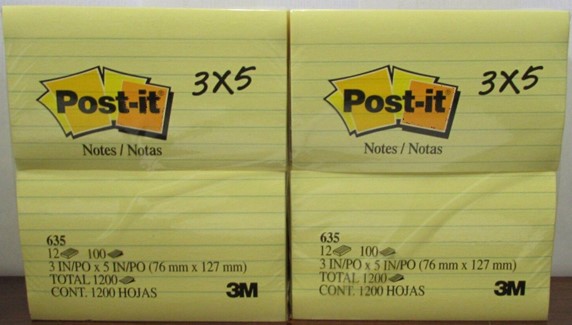 Post-it 3X5
Notes / Notas
635
12 100
3 IN/PO x 5 IN/PO (76 mm x 127 mm)
TOTAL 1200
CONT. 1200 HOJAS 3M
Post-it 3X5
Notes / Notas
635
12 100
3 IN/PO x 5 IN/PO (76 mm x 127 mm)
TOTAL 1200
CONT. 1200 HOJAS 3M